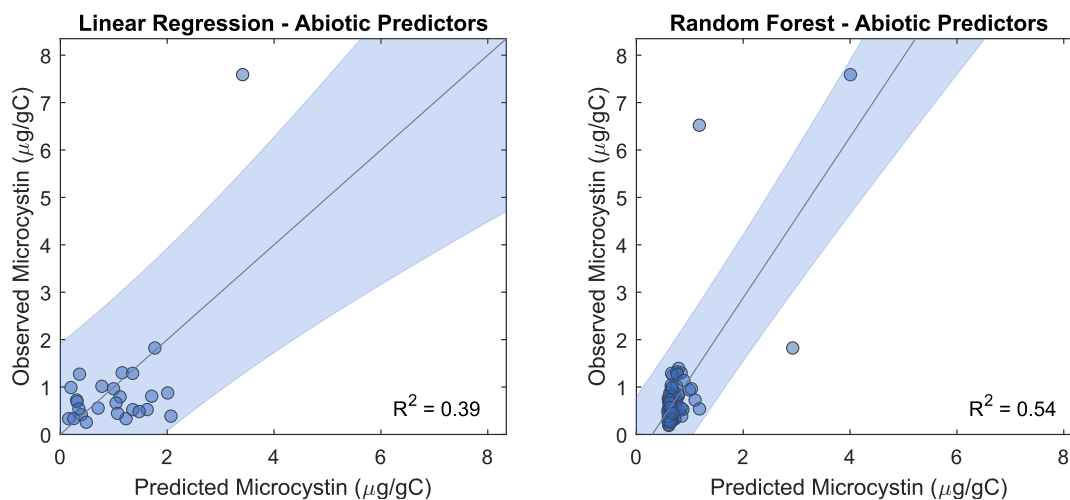 Linear Regression - Abiotic Predictors
Observed Microcystin (μg/gC)
8
7
6
5
4
3
2
1
0
0 2 4 6 8
R² = 0.39
Predicted Microcystin (μg/gC)
Random Forest - Abiotic Predictors
Observed Microcystin (μg/gC)
8
7
6
5
4
3
2
1
0
0 2 4 6 8
R² = 0.54
Predicted Microcystin (μg/gC)